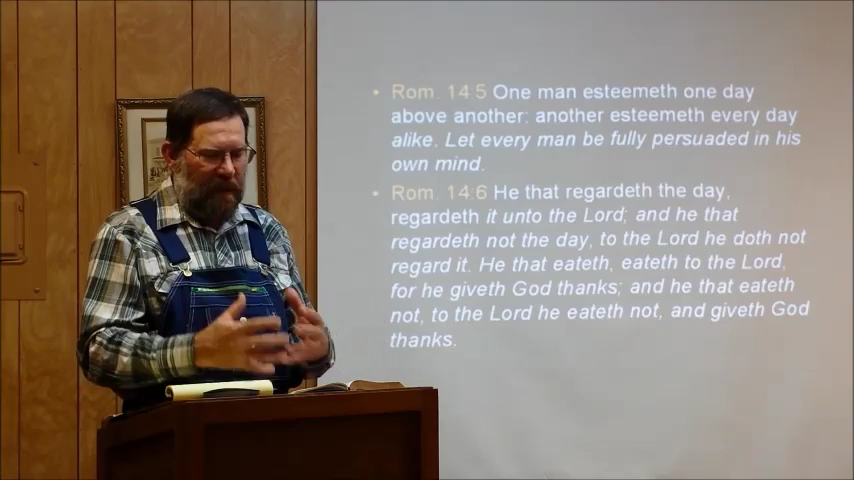 • Rom. 14:5 One man esteemeth one day
above another: another esteemeth every day
alike. Let every man be fully persuaded in his
own mind.
• Rom. 14:6 He that regardeth the day,
regardeth it unto the Lord; and he that
regardeth not the day, to the Lord he doth not
regard it. He that eateth, eateth to the Lord,
for he giveth God thanks; and he that eateth
not, to the Lord he eateth not, and giveth God
thanks.